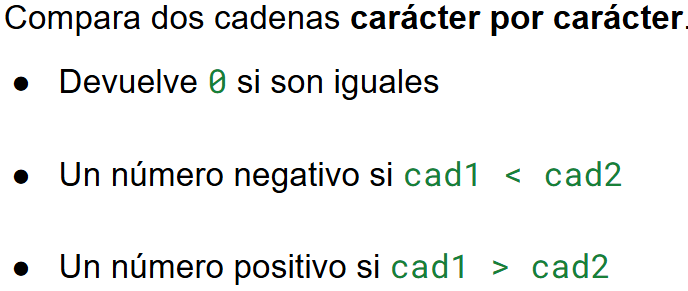 Compara dos cadenas carácter por carácter.
● Devuelve 0 si son iguales
● Un número negativo si cad1 < cad2
● Un número positivo si cad1 > cad2